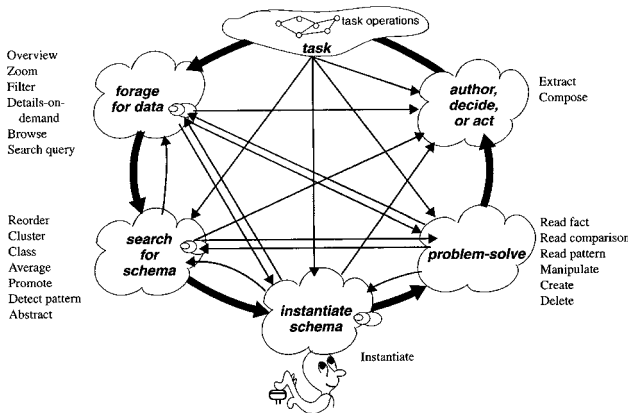 task operations
task
Overview
Zoom
Filter
Details-on-
demand
Browse
Search query
forage
for data
author,
decide,
or act
Extract
Compose
Reorder
Cluster
Class
Average
Promote
Detect pattern
Abstract
search
for
schema
problem-solve
Read fact
Read comparison
Read pattern
Manipulate
Create
Delete
instantiate
schema
Instantiate